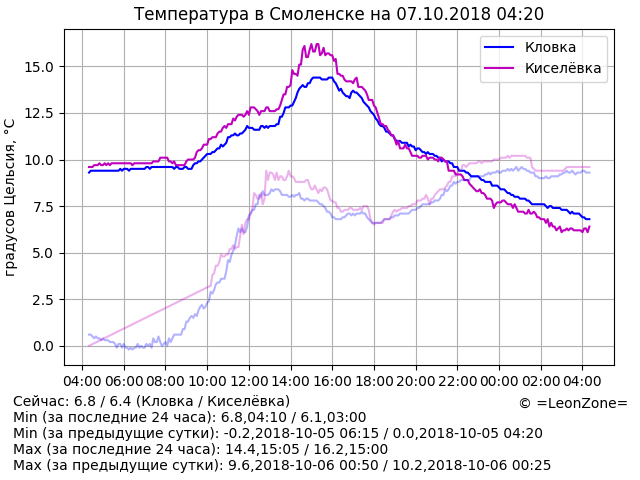 Температура в Смоленске на 07.10.2018 04:20
градусов Цельсия, °C
15.0
12.5
10.0
7.5
5.0
2.5
0.0
Кловка
Киселёвка
04:00 06:00 08:00 10:00 12:00 14:00 16:00 18:00 20:00 22:00 00:00 02:00 04:00
Сейчас: 6.8 / 6.4 (Кловка / Киселёвка)
© =LeonZone=
Min (за последние 24 часа): 6.8,04:10 / 6.1,03:00
Min (за предыдущие сутки): -0.2,2018-10-05 06:15 / 0.0,2018-10-05 04:20
Max (за последние 24 часа): 14.4,15:05 / 16.2,15:00
Max (за предыдущие сутки): 9.6,2018-10-06 00:50 / 10.2,2018-10-06 00:25